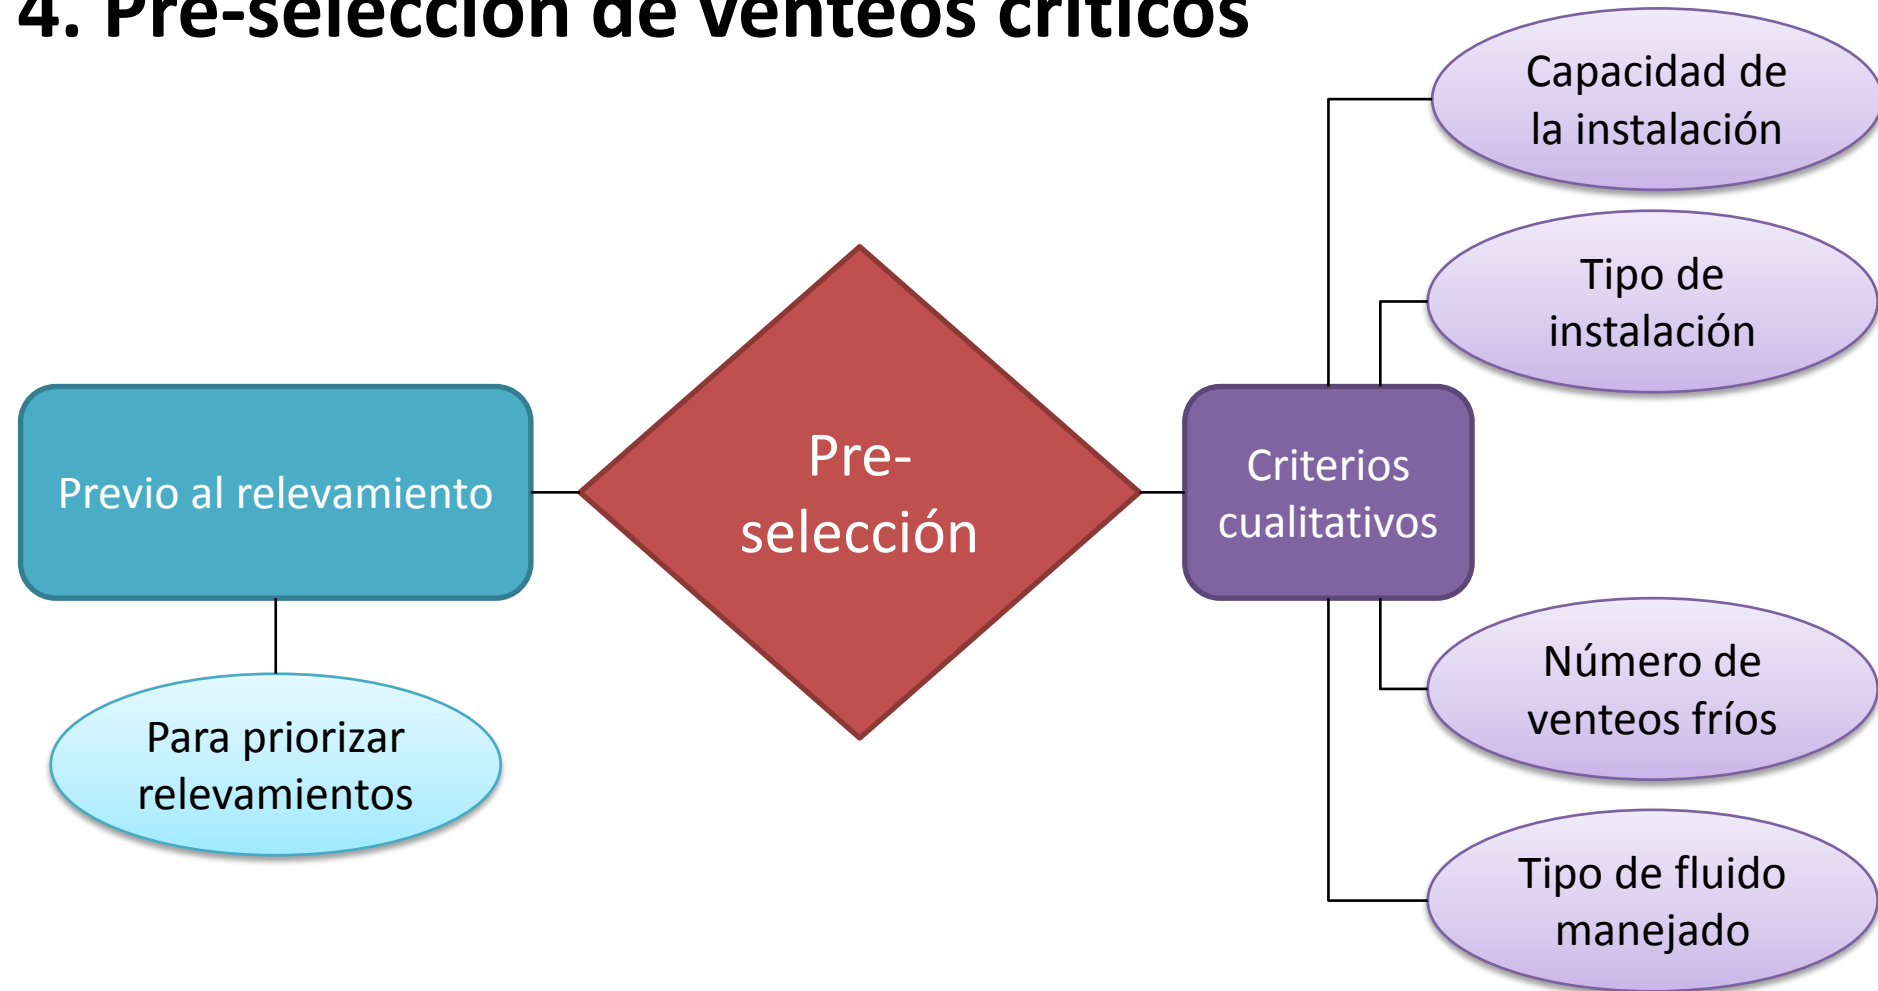 4. Pre-selección de venteos críticos
Capacidad de
la instalación
Tipo de
instalación
Previo al relevamiento
Pre-
selección
Criterios
cualitativos
Para priorizar
relevamientos
Número de
venteos fríos
Tipo de fluido
manejado